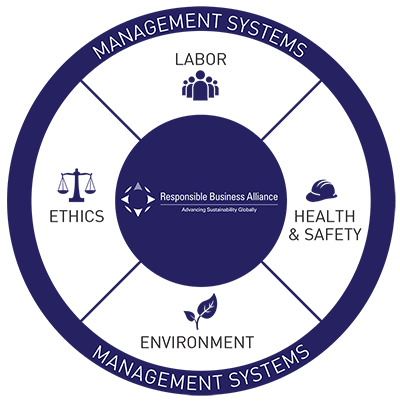 MANAGEMENT SYSTEMS
LABOR
ETHICS
Responsible Business Alliance
Advancing Sustainability Globally
HEALTH
& SAFETY
ENVIRONMENT
MANAGEMENT SYSTEMS